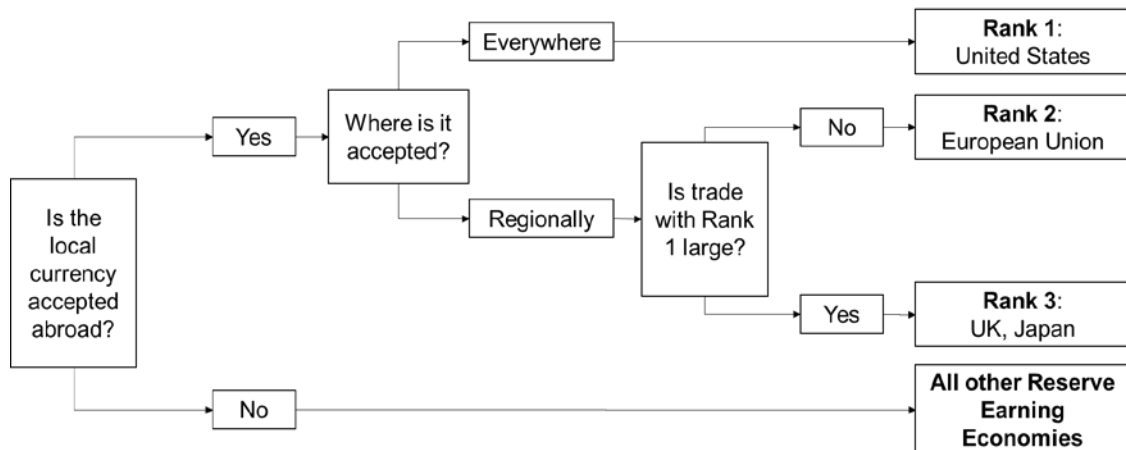 Everywhere
Rank 1:
United States
Yes
Where is it
accepted?
No
Rank 2:
European Union
Is the
local
currency
accepted
abroad?
Regionally
Is trade
with Rank
1 large?
Yes
Rank 3:
UK, Japan
No
All other Reserve
Earning
Economies